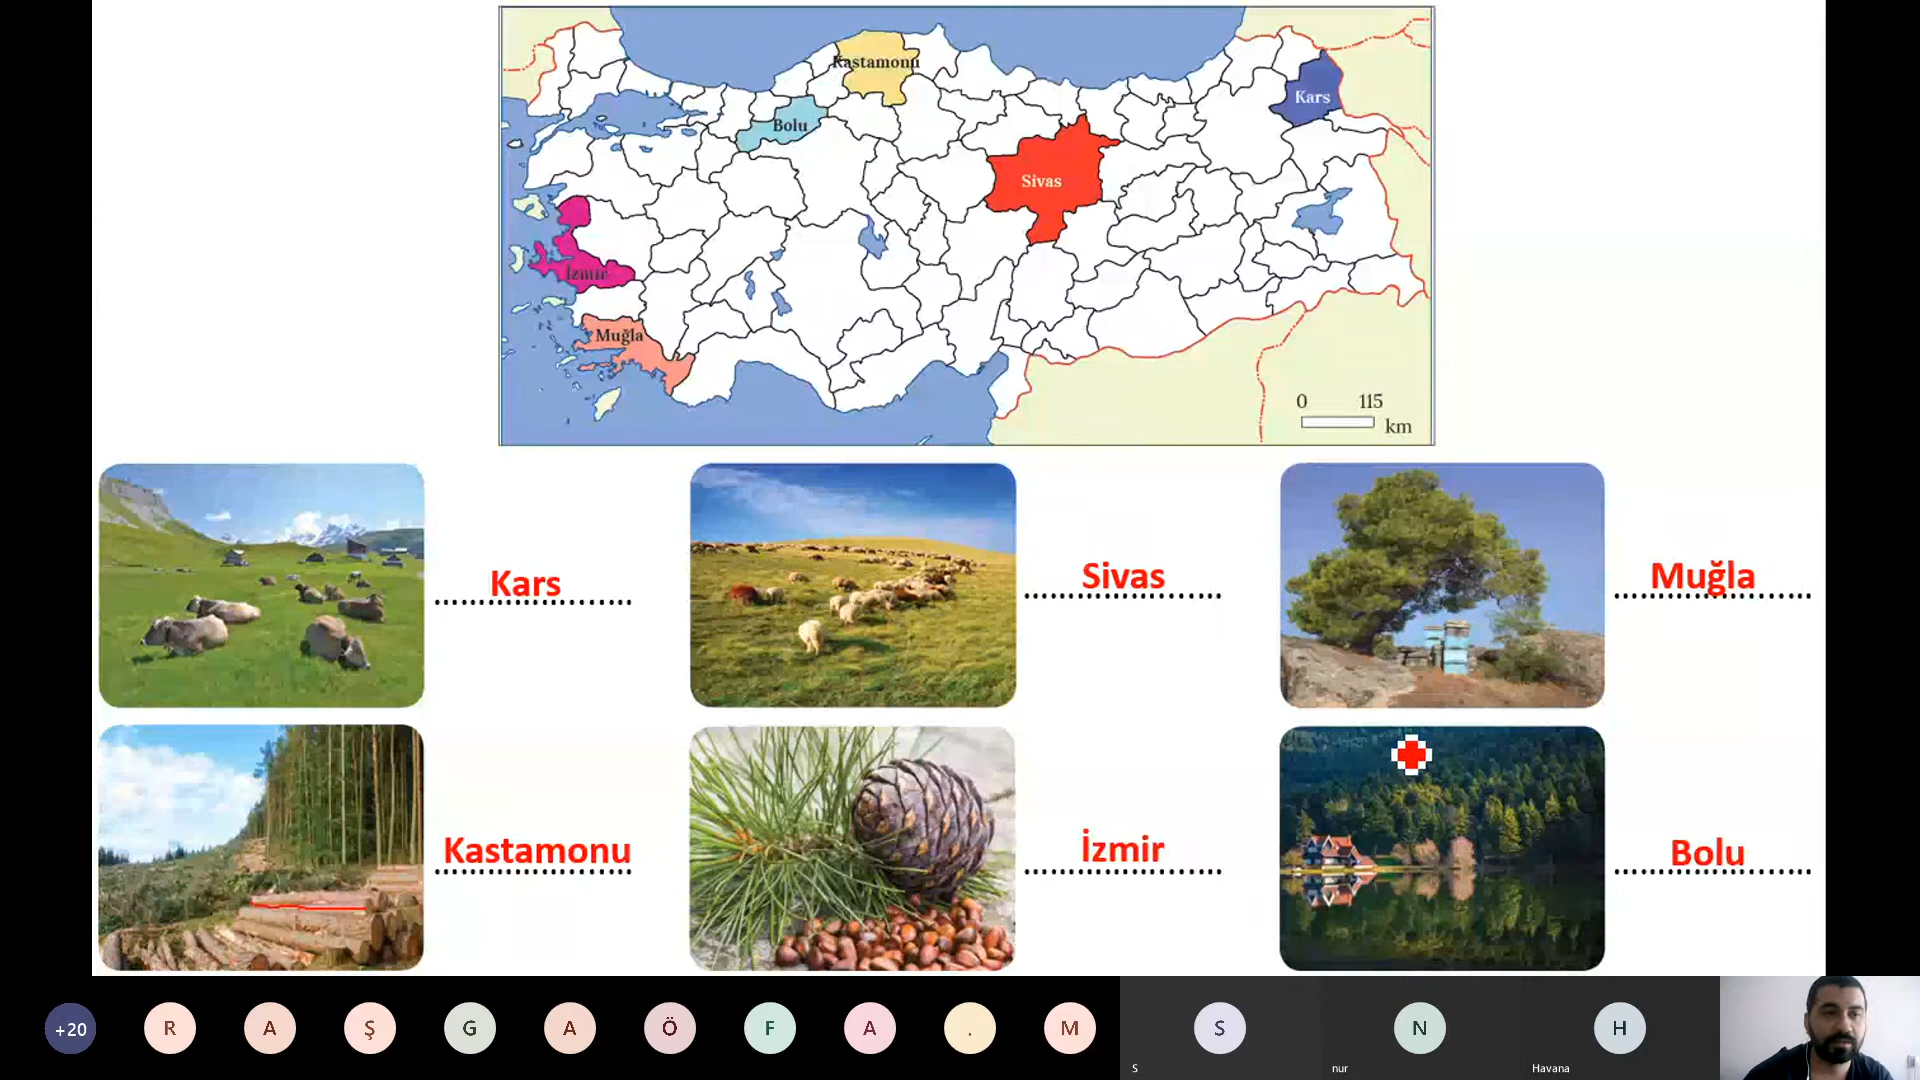 Kastamonu
Kars
Bolu
Sivas
İzmir
Muğla
0 115
km
Kars
Sivas
Muğla
Kastamonu
İzmir
Bolu
+20
R
A
Ş
G
A
Ö
F
A
.
M
S
N
H
S
nur
Havana